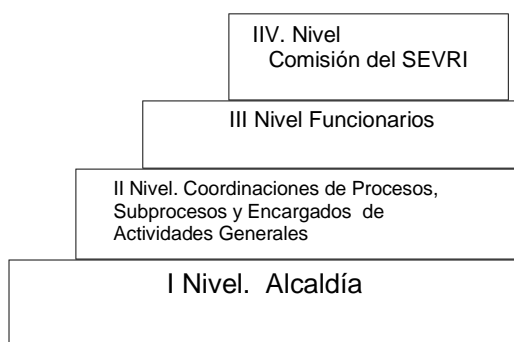 IIV. Nivel
Comisión del SEVRI
III Nivel Funcionarios
II Nivel. Coordinaciones de Procesos,
Subprocesos y Encargados de
Actividades Generales
I Nivel. Alcaldía